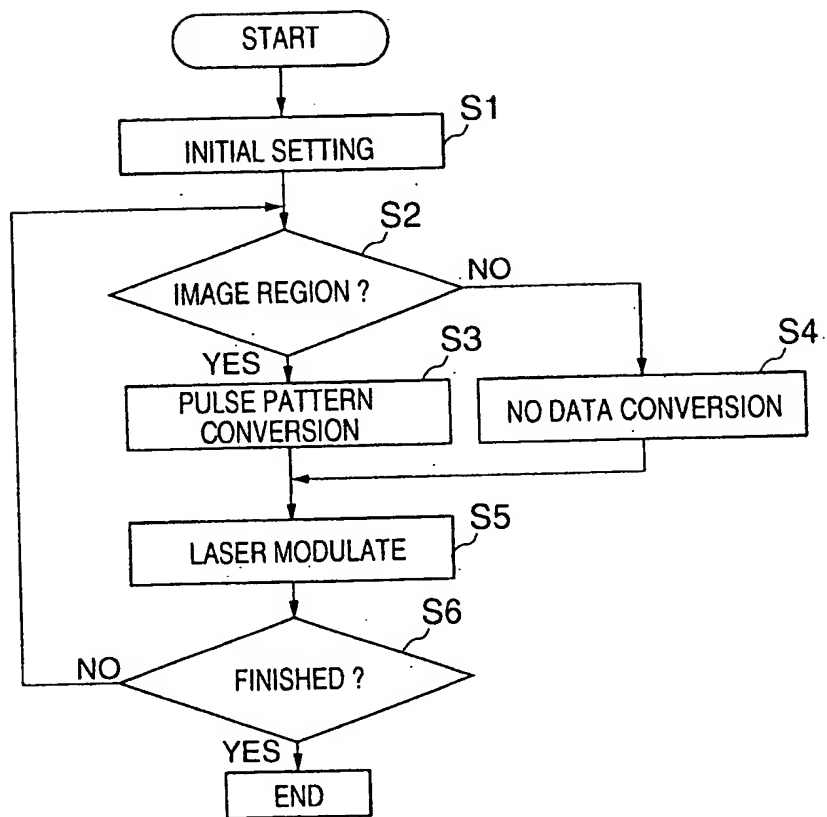 START
S1
INITIAL SETTING
S2
IMAGE REGION ?
NO
YES
S3
S4
PULSE PATTERN
CONVERSION
NO DATA CONVERSION
S5
LASER MODULATE
S6
NO
FINISHED ?
YES
END